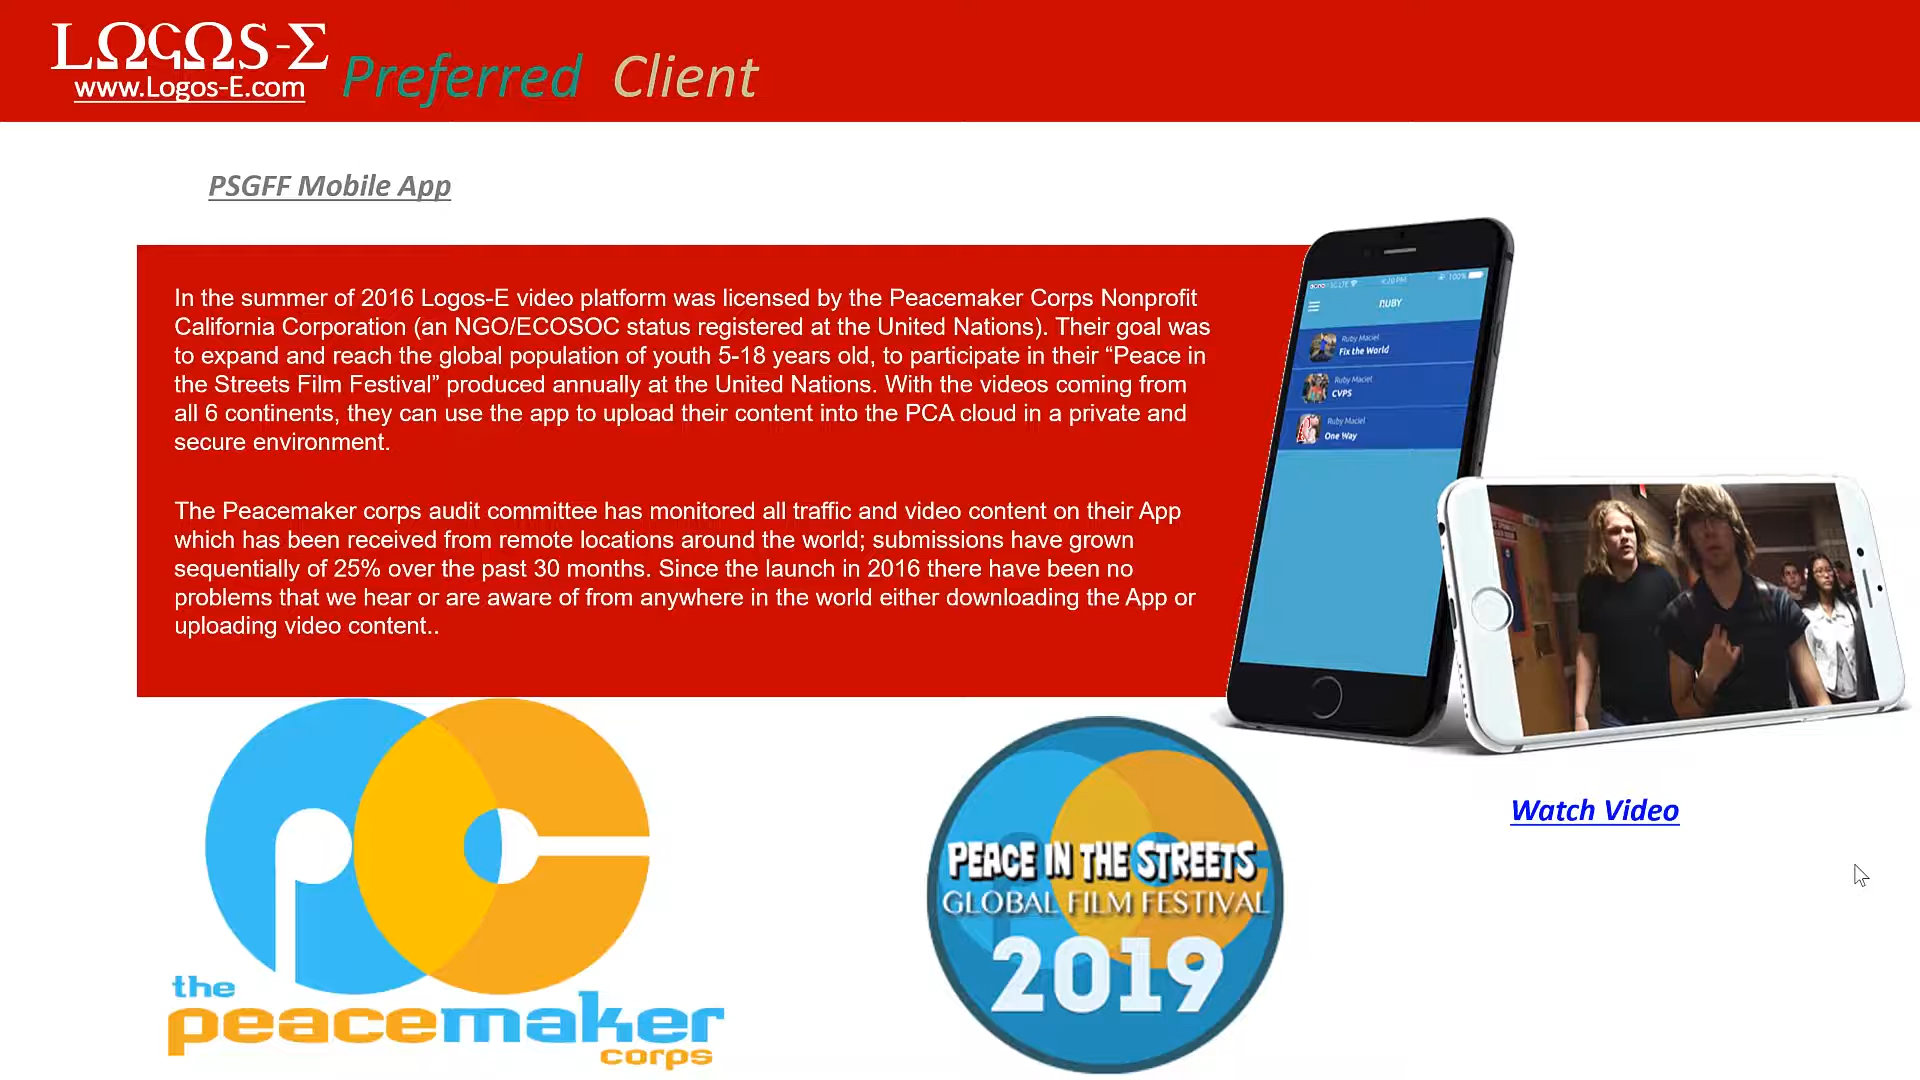 LΩGΩS-Σ
www.Logos-E.com
Preferred Client
PSGFF Mobile App
In the summer of 2016 Logos-E video platform was licensed by the Peacemaker Corps Nonprofit
California Corporation (an NGO/ECOSOC status registered at the United Nations). Their goal was
to expand and reach the global population of youth 5-18 years old, to participate in their “Peace in
the Streets Film Festival” produced annually at the United Nations. With the videos coming from
all 6 continents, they can use the app to upload their content into the PCA cloud in a private and
secure environment.
The Peacemaker corps audit committee has monitored all traffic and video content on their App
which has been received from remote locations around the world; submissions have grown
sequentially of 25% over the past 30 months. Since the launch in 2016 there have been no
problems that we hear or are aware of from anywhere in the world either downloading the App or
uploading video content..
100%
RUBY
Ruby Maciel
Fix the World
Ruby Maciel
CVPS
Ruby Maciel
One Way
Watch Video
the
peacemaker
corps
PEACE IN THE STREETS
GLOBAL FILM FESTIVAL
2019